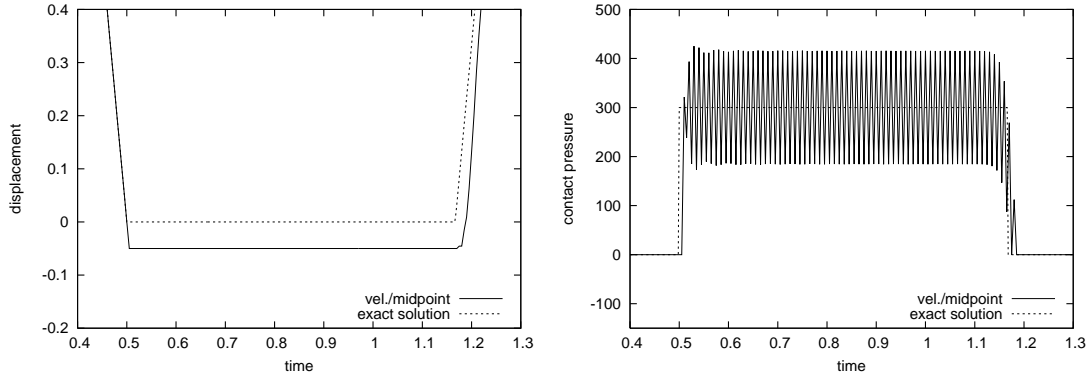 0.4
0.3
0.2
0.1
0
-0.1
-0.2
displacement
0.4 0.5 0.6 0.7 0.8 0.9 1 1.1 1.2 1.3
time
vel./midpoint
exact solution
500
400
300
200
100
0
-100
contact pressure
0.4 0.5 0.6 0.7 0.8 0.9 1 1.1 1.2 1.3
time
vel./midpoint
exact solution